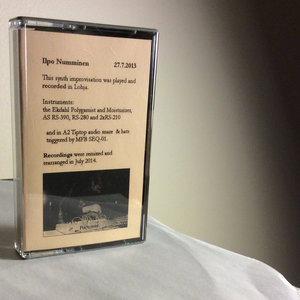 Ilpo Numminen 27.7.2013
This synth improvisation was played and
recorded in Lohja.
Instruments:
the Ekdahl Polygamist and Moisturizer,
AS RS-390, RS-280 and 2xRS-210
and in A2 Tiptop audio snare & hats
triggered by MFB SEQ-01.
Recordings were remixed and
rearranged in July 2014.